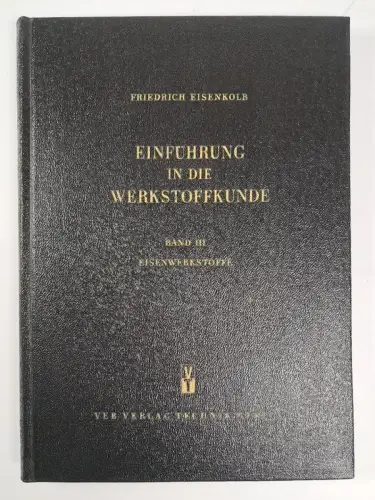 FRIEDRICH EISENKOLB
EINFÜHRUNG
IN DIE
WERKSTOFFKUNDE
BAND III
EISENWERKSTOFFE
VT
VEB VERLAG TECHNIK